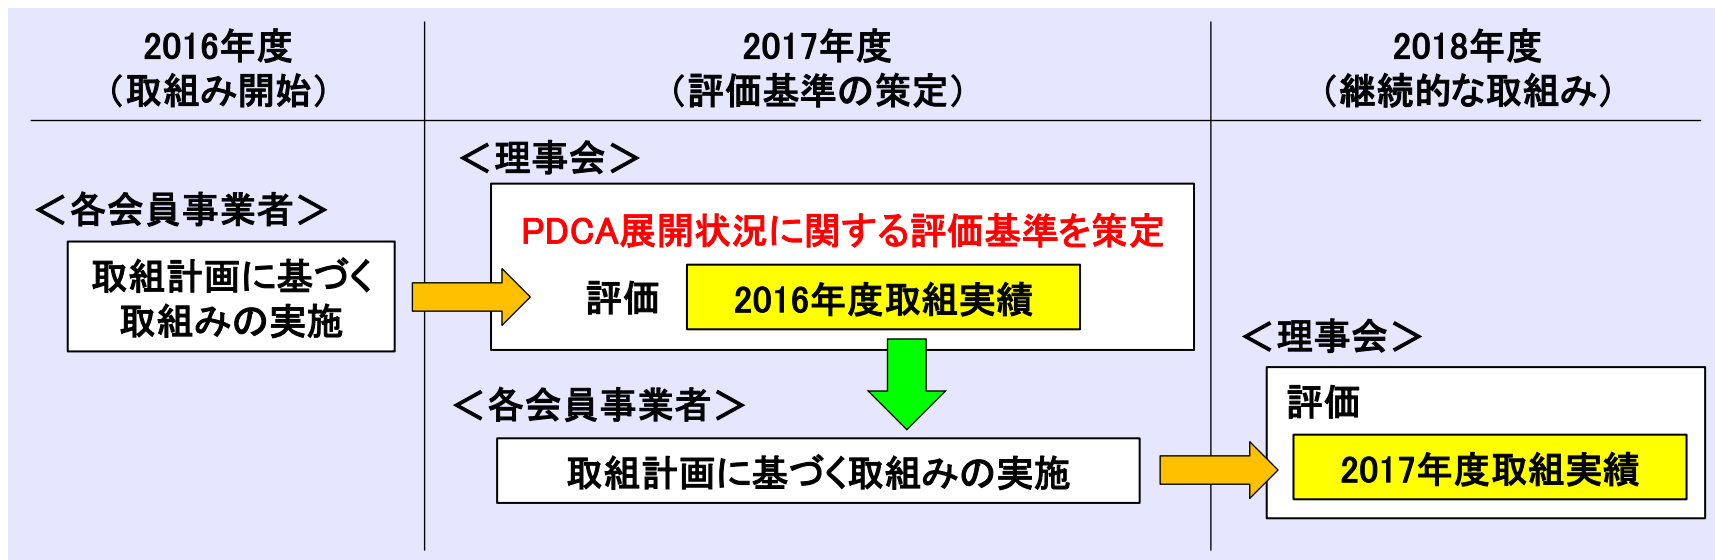 2016年度
（取組み開始）
2017年度
（評価基準の策定）
2018年度
（継続的な取組み）
＜各会員事業者＞
取組計画に基づく
取組みの実施
＜理事会＞
PDCA展開状況に関する評価基準を策定
評価
2016年度取組実績
＜各会員事業者＞
取組計画に基づく取組みの実施
＜理事会＞
評価
2017年度取組実績